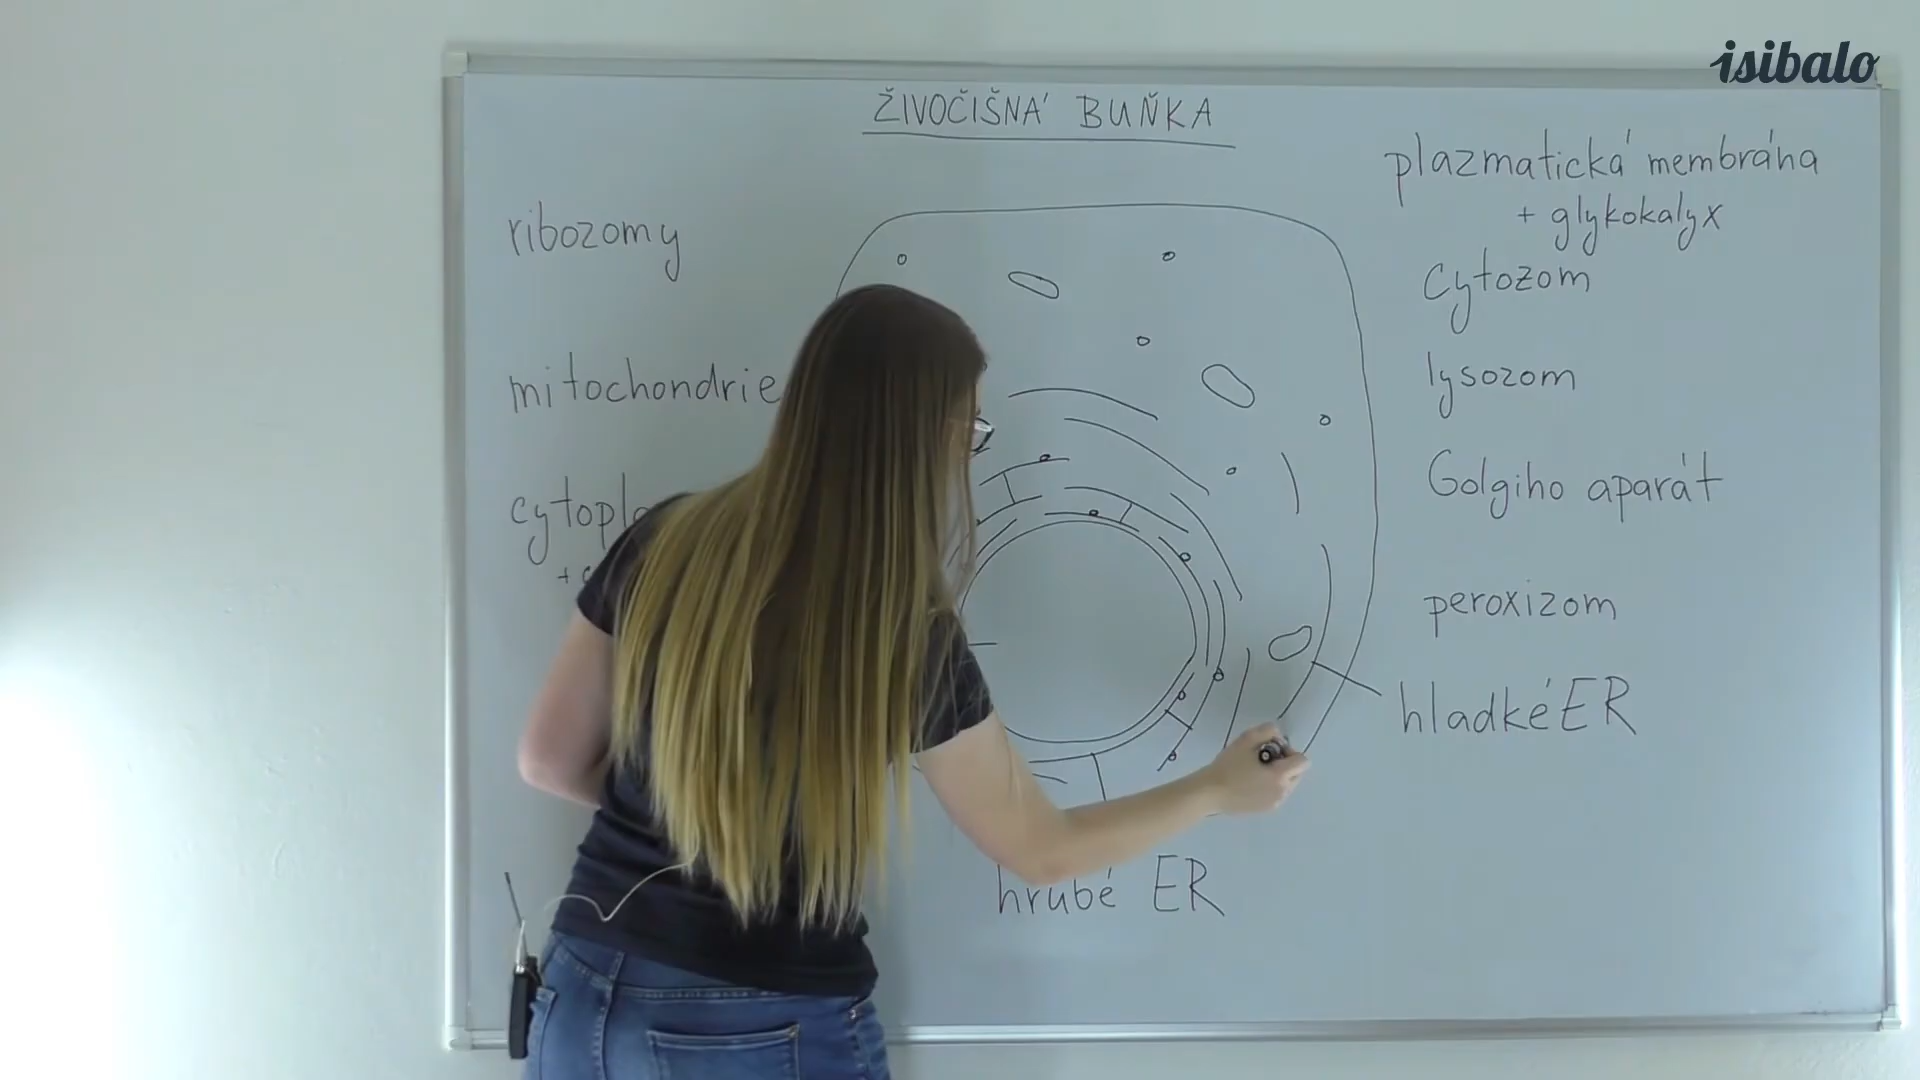 isibalo
ŽIVOČIŠNÁ BUŇKA
plazmatická membrána
+ glykokalyx
ribozomy
cytozom
mitochondrie
lysozom
Golgiho aparát
peroxizom
hladké ER
hrubé ER